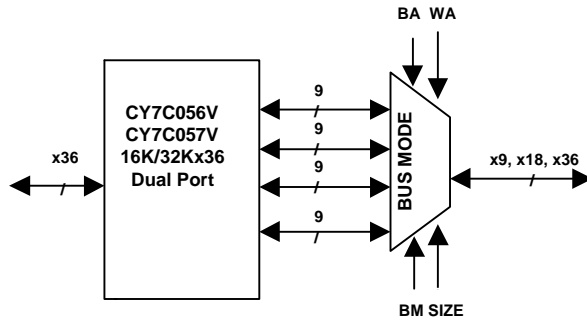 BA WA
9
CY7C056V
CY7C057V
16K/32Kx36
Dual Port
9
x36
9
9
BUS MODE
x9, x18, x36
BM SIZE